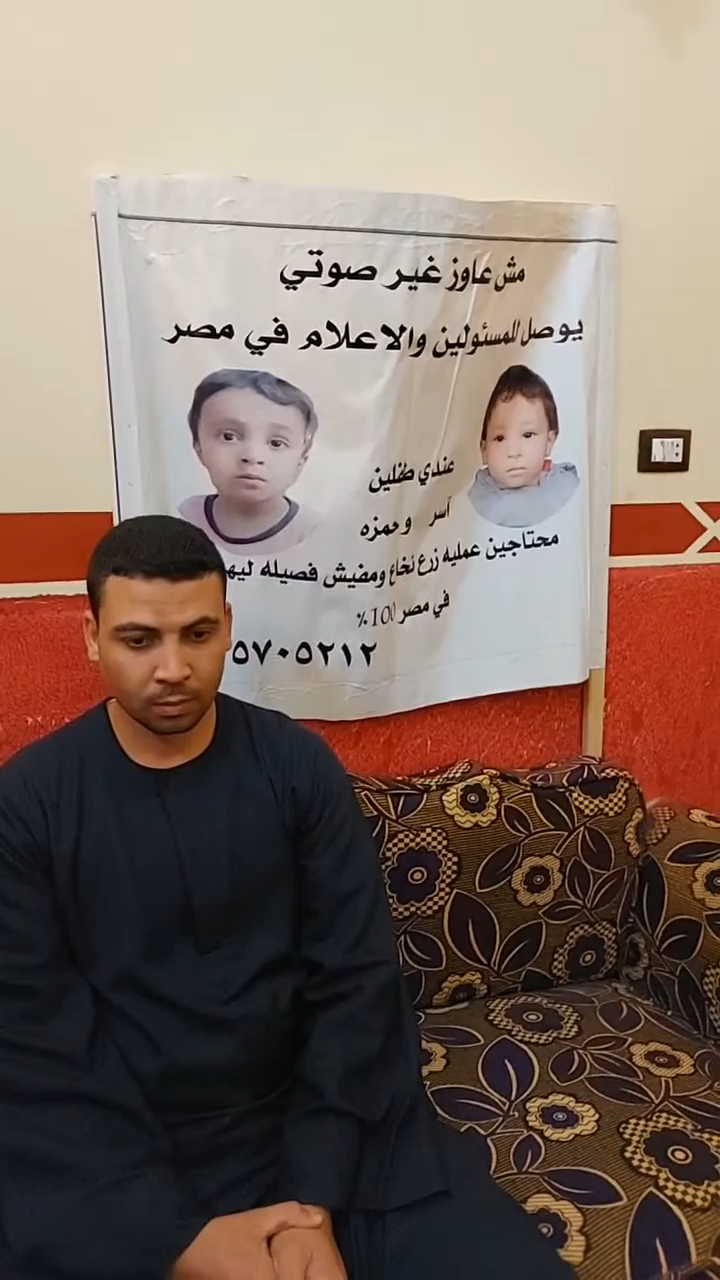 مش عاوز غير صوتي
يوصل للمسئولين والاعلام في مصر
عندي طفلين
آسر وحمزه
محتاجين عمليه زرع نخاع ومفيش فصيله ليهم
في مصر 100٪
٥٧٠٥٢١٢